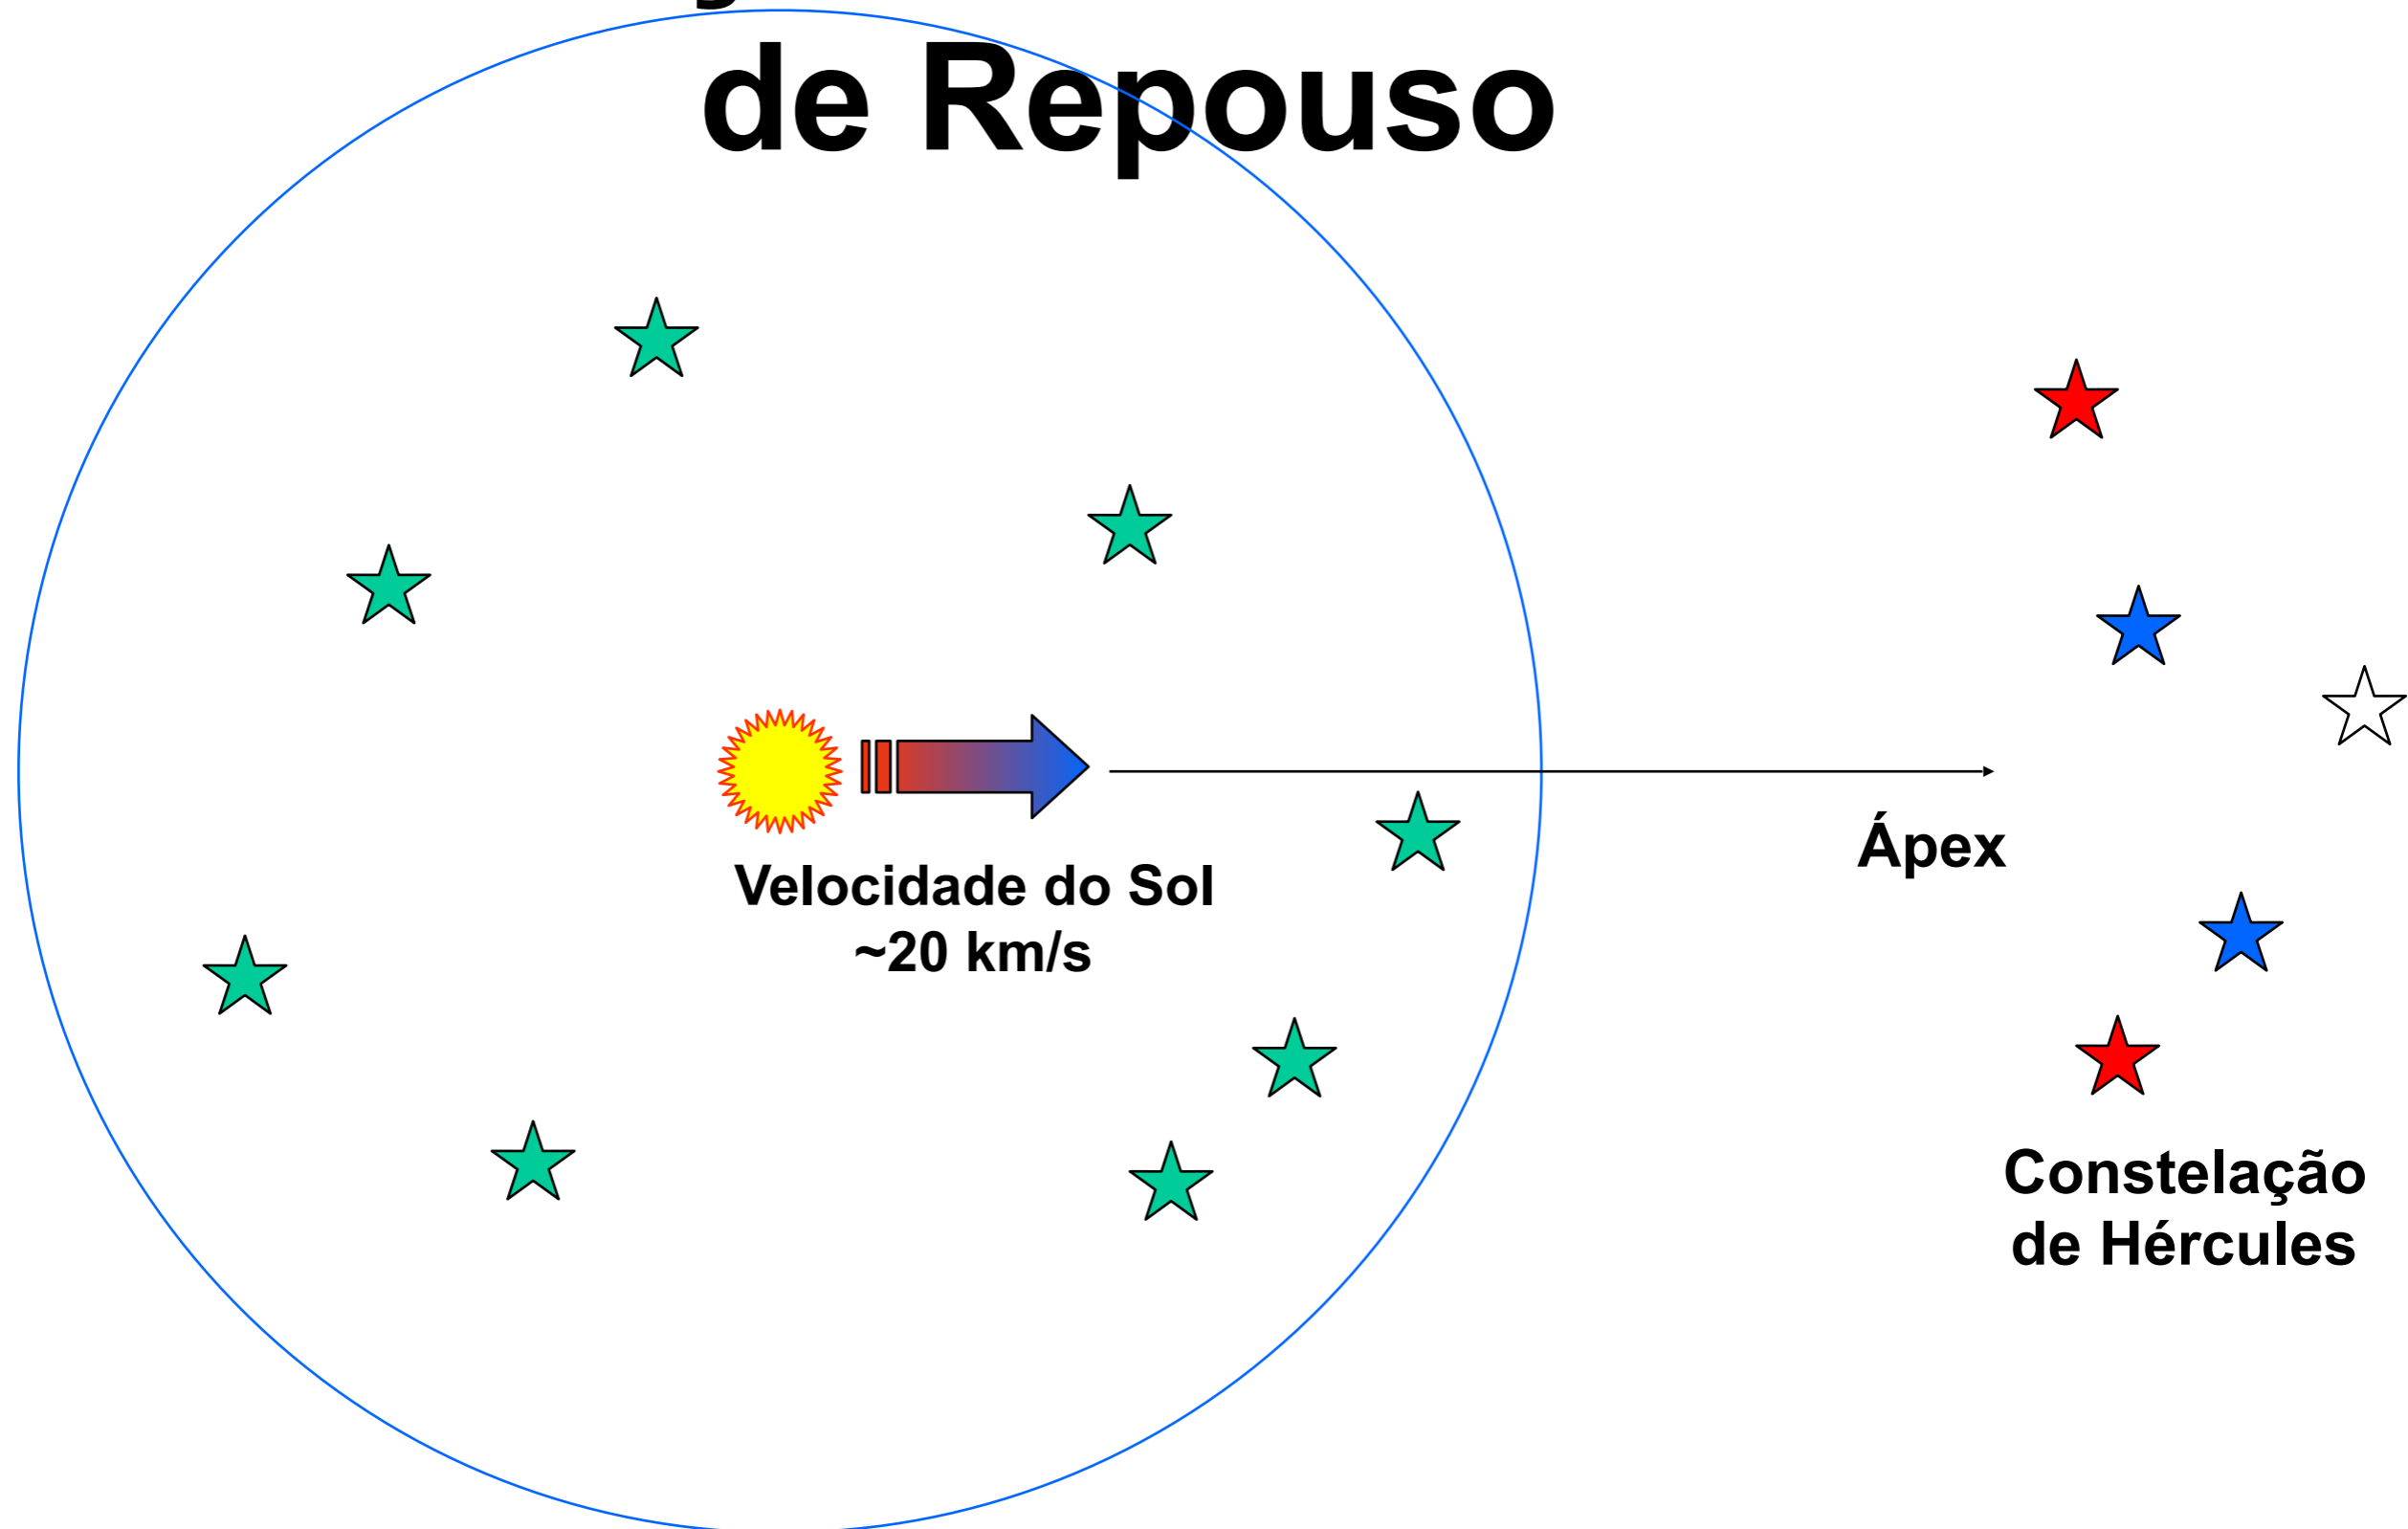 de Repouso
Velocidade do Sol
~20 km/s
Ápex
Constelação
de Hércules